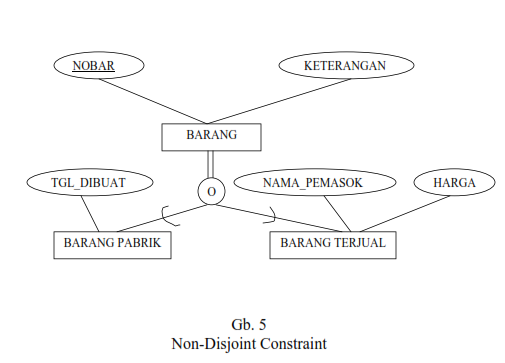 NOBAR
KETERANGAN
BARANG
TGL_DIBUAT
O
NAMA_PEMASOK
HARGA
BARANG PABRIK
BARANG TERJUAL
Gb. 5
Non-Disjoint Constraint